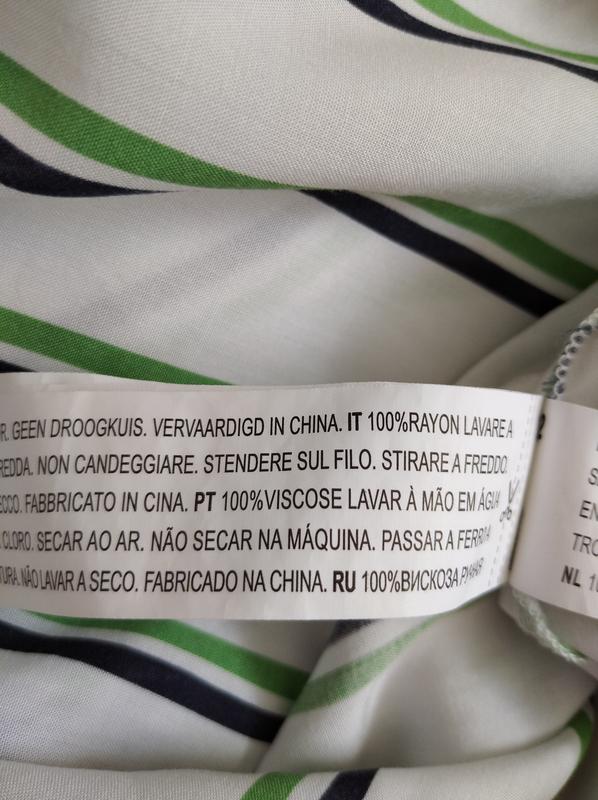 R. GEEN DROOGKUIS. VERVAARDIGD IN CHINA. IT 100%RAYON LAVARE A
REDDA. NON CANDEGGIARE. STENDERE SUL FILO. STIRARE A FREDDO.
ECCO. FABBRICATO IN CINA. PT 100%VISCOSE LAVAR À MÃO EM ÁGUA
CLORO. SECAR AO AR. NÃO SECAR NA MÁQUINA. PASSAR A FERRIA
TURA. NÃO LAVAR A SECO. FABRICADO NA CHINA. RU 100%ВИСКОЗА
EN
TRO
NL